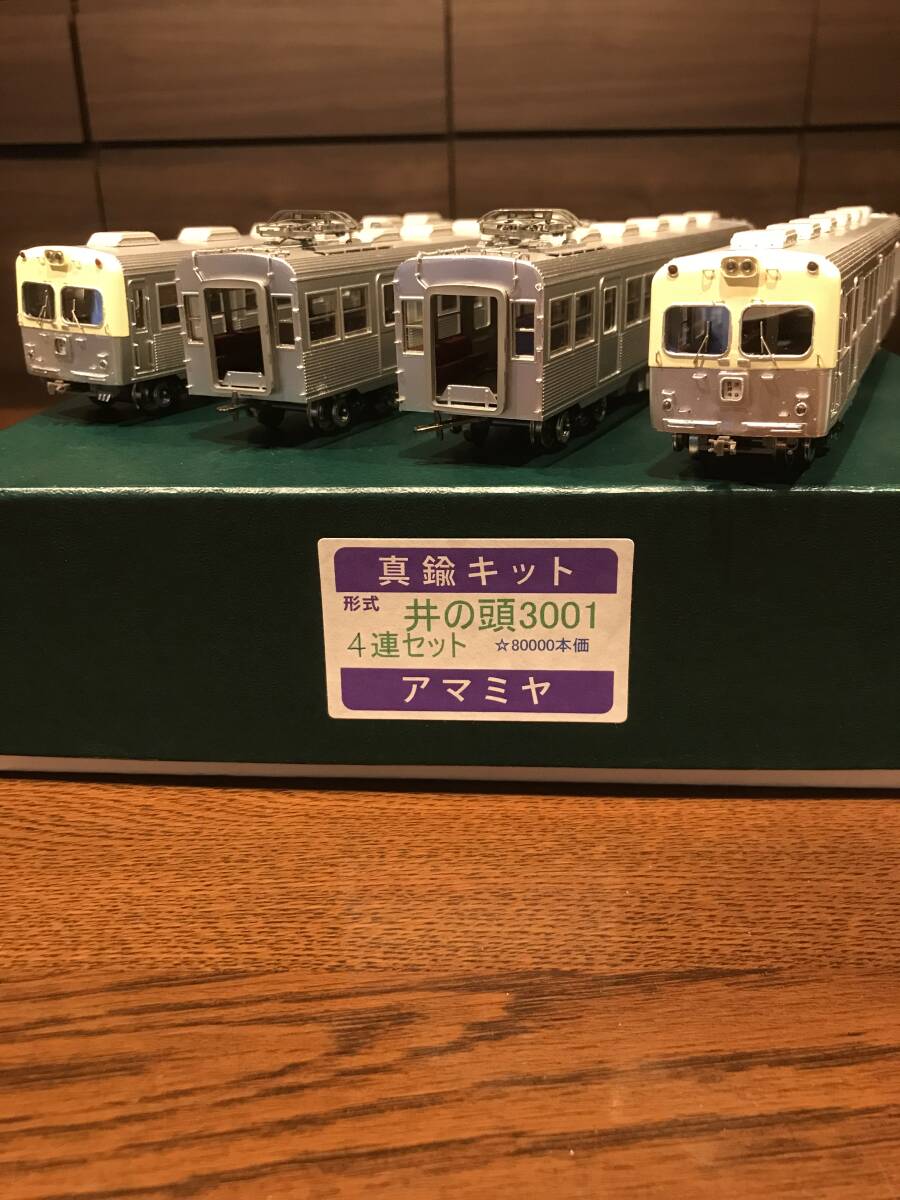 真鍮キット
形式 井の頭3001
4連セット ☆80000本価
アマミヤ